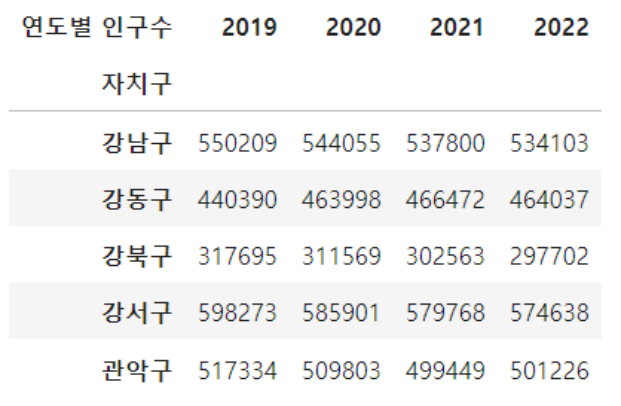 연도별 인구수 2019 2020 2021 2022
자치구
강남구 550209 544055 537800 534103
강동구 440390 463998 466472 464037
강북구 317695 311569 302563 297702
강서구 598273 585901 579768 574638
관악구 517334 509803 499449 501226